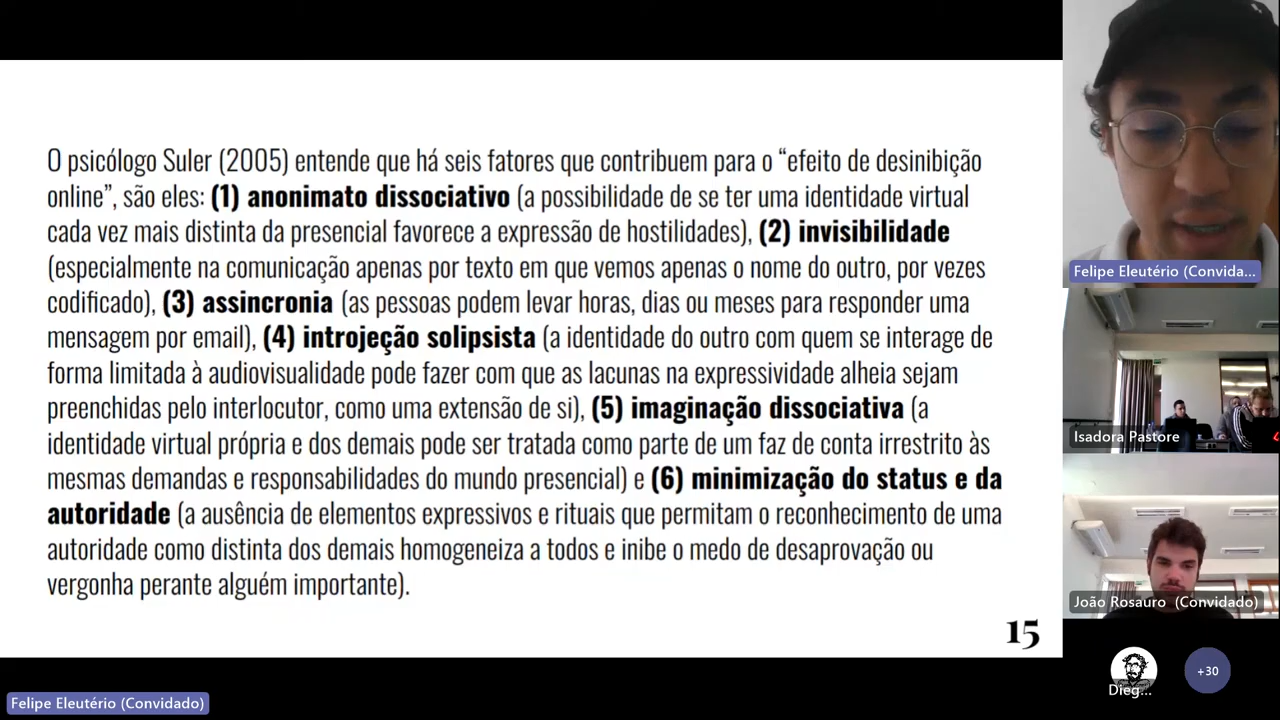 O psicólogo Suler (2005) entende que há seis fatores que contribuem para o “efeito de desinibição
online”, são eles: (1) anonimato dissociativo (a possibilidade de se ter uma identidade virtual
cada vez mais distinta da presencial favorece a expressão de hostilidades), (2) invisibilidade
(especialmente na comunicação apenas por texto em que vemos apenas o nome do outro, por vezes
codificado), (3) assincronia (as pessoas podem levar horas, dias ou meses para responder uma
mensagem por email), (4) introjeção solipsista (a identidade do outro com quem se interage de
forma limitada à audiovisualidade pode fazer com que as lacunas na expressividade alheia sejam
preenchidas pelo interlocutor, como uma extensão de si), (5) imaginação dissociativa (a
identidade virtual própria e dos demais pode ser tratada como parte de um faz de conta irrestrito às
mesmas demandas e responsabilidades do mundo presencial) e (6) minimização do status e da
autoridade (a ausência de elementos expressivos e rituais que permitam o reconhecimento de uma
autoridade como distinta dos demais homogeneiza a todos e inibe o medo de desaprovação ou
vergonha perante alguém importante).
15
Felipe Eleutério (Convidado)
Felipe Eleutério (Convida...
Isadora Pastore
João Rosauro (Convidado)
Dieg...
+30